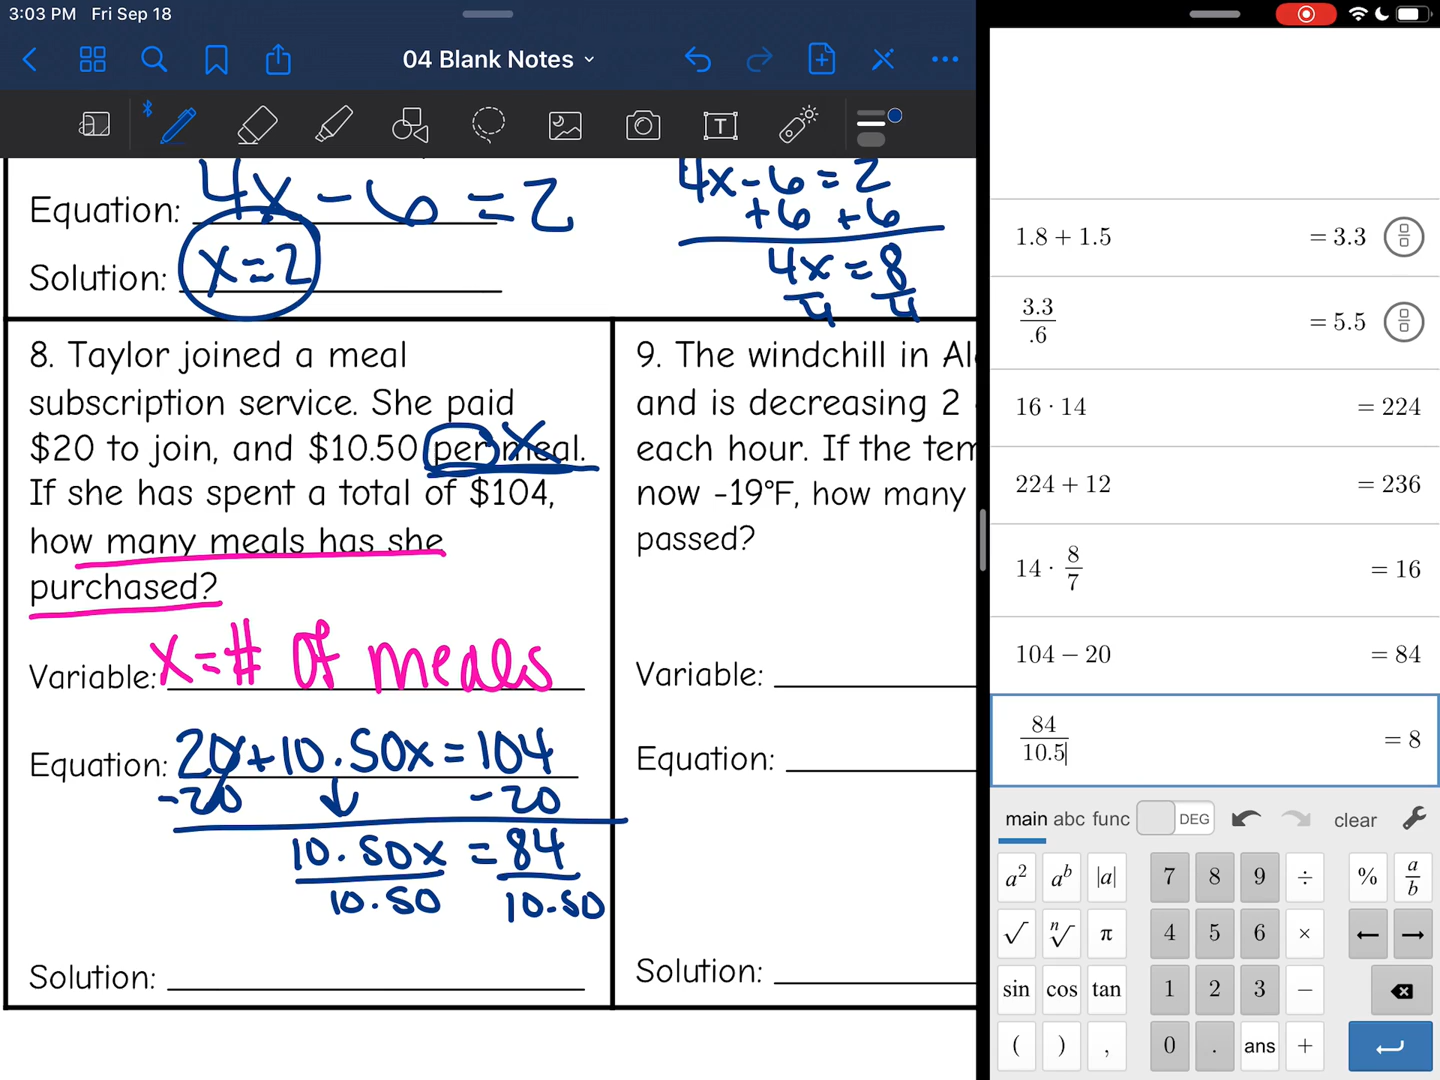 3:03 PM Fri Sep 18
04 Blank Notes
Equation: 4x - 6 = 2
Solution: x = 2
4x - 6 = 2
+6 +6
4x = 8
4 4
8. Taylor joined a meal
subscription service. She paid
$20 to join, and $10.50 per meal.
x
If she has spent a total of $104,
how many meals has she
purchased?
Variable: x = # of meals
Equation: 20 + 10.50x = 104
-20 ↓ -20
10.50x = 84
10.50 10.50
Solution:
9. The windchill in Al
and is decreasing 2
each hour. If the tem
now -19°F, how many
passed?
Variable:
Equation:
Solution:
1.8 + 1.5 = 3.3
3.3
.6
= 5.5
16 · 14 = 224
224 + 12 = 236
14 · 8
7
= 16
104 − 20 = 84
84
10.5
= 8
main abc func DEG clear
a² aᵇ |a| 7 8 9 ÷ % a/b
√ ⁿ√ π 4 5 6 × ← →
sin cos tan 1 2 3 −
( ) , 0 . ans +